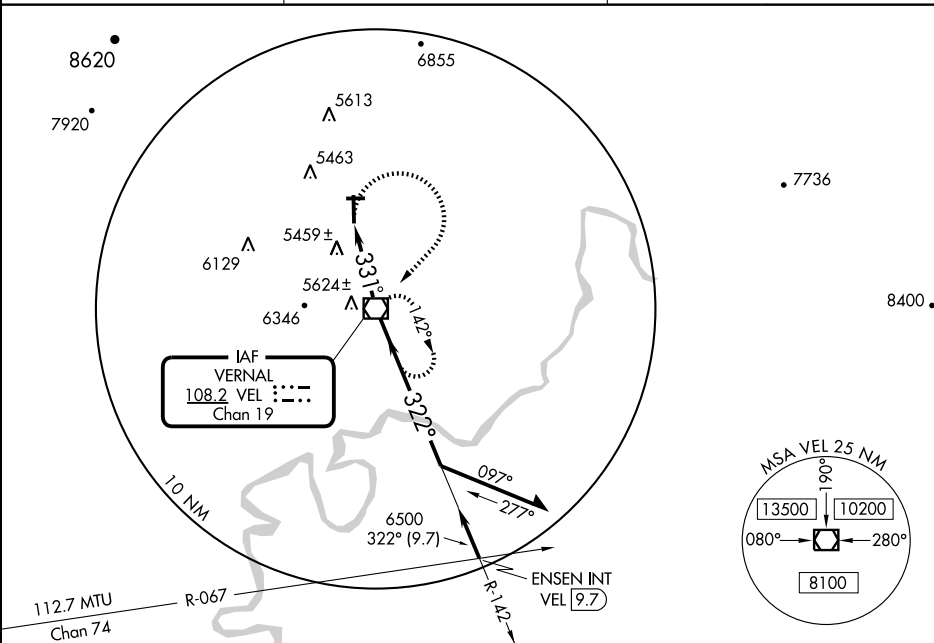 8620
6855
7920
5613
5463
7736
5459 ±
6129
331°
5624 ±
6346
142°
8400
IAF
VERNAL
108.2 VEL
Chan 19
322°
097°
277°
10 NM
6500
322° (9.7)
ENSEN INT
VEL 9.7
R-142
112.7 MTU
R-067
Chan 74
MSA VEL 25 NM
190°
13500 10200
080° 280°
8100